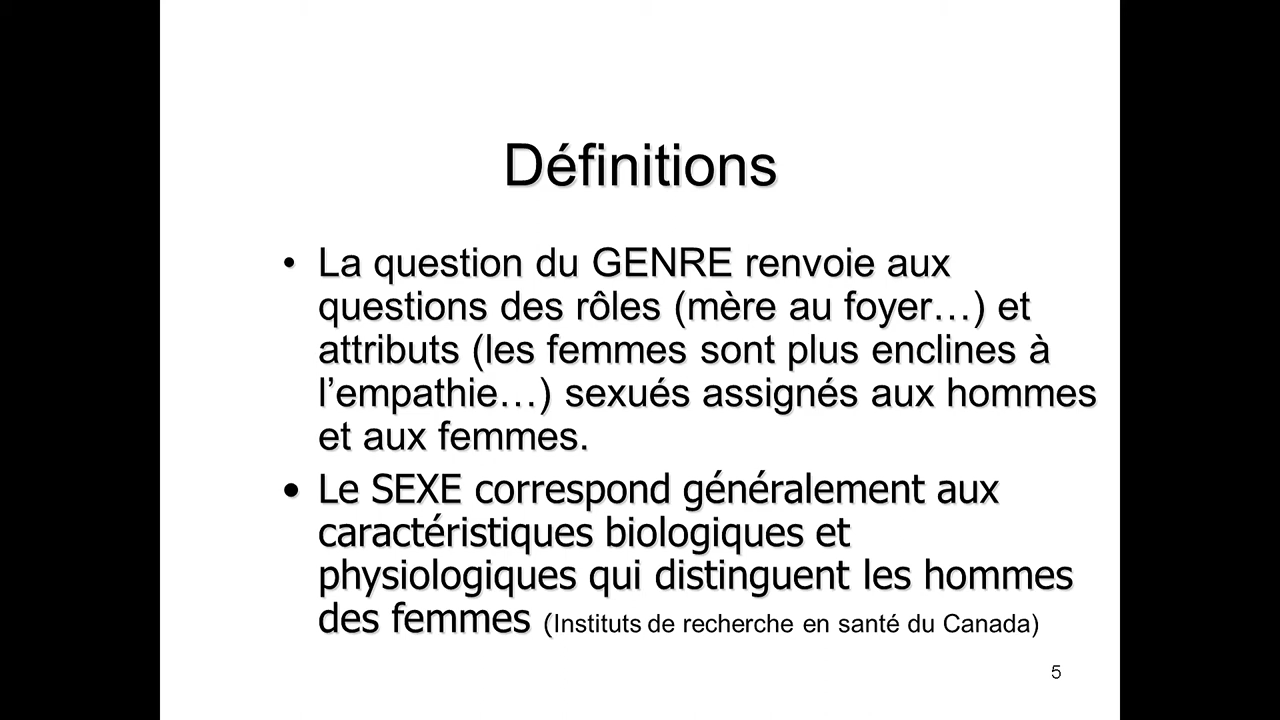 Définitions
• La question du GENRE renvoie aux
questions des rôles (mère au foyer…) et
attributs (les femmes sont plus enclines à
l’empathie…) sexués assignés aux hommes
et aux femmes.
• Le SEXE correspond généralement aux
caractéristiques biologiques et
physiologiques qui distinguent les hommes
des femmes (Instituts de recherche en santé du Canada)
5